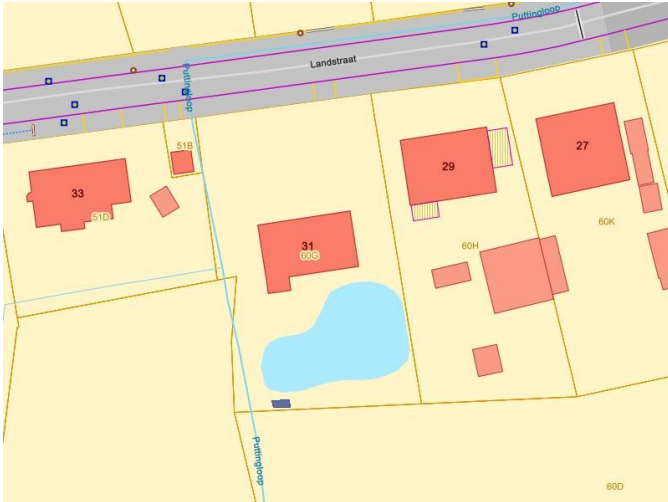 Puttingloop
Landstraat
Puttingloop
51B
29
27
33
51D
31
60G
60H
60K
Puttingloop
60D